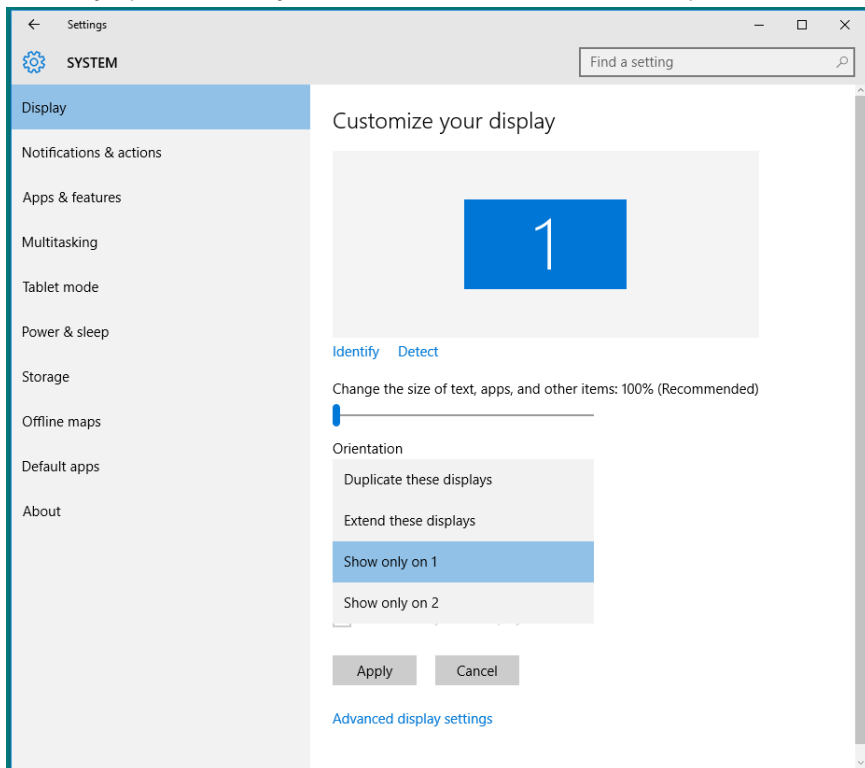 Settings
SYSTEM
Find a setting
Display
Notifications & actions
Apps & features
Multitasking
Tablet mode
Power & sleep
Storage
Offline maps
Default apps
About
Customize your display
1
Identify Detect
Change the size of text, apps, and other items: 100% (Recommended)
Orientation
Duplicate these displays
Extend these displays
Show only on 1
Show only on 2
Apply Cancel
Advanced display settings